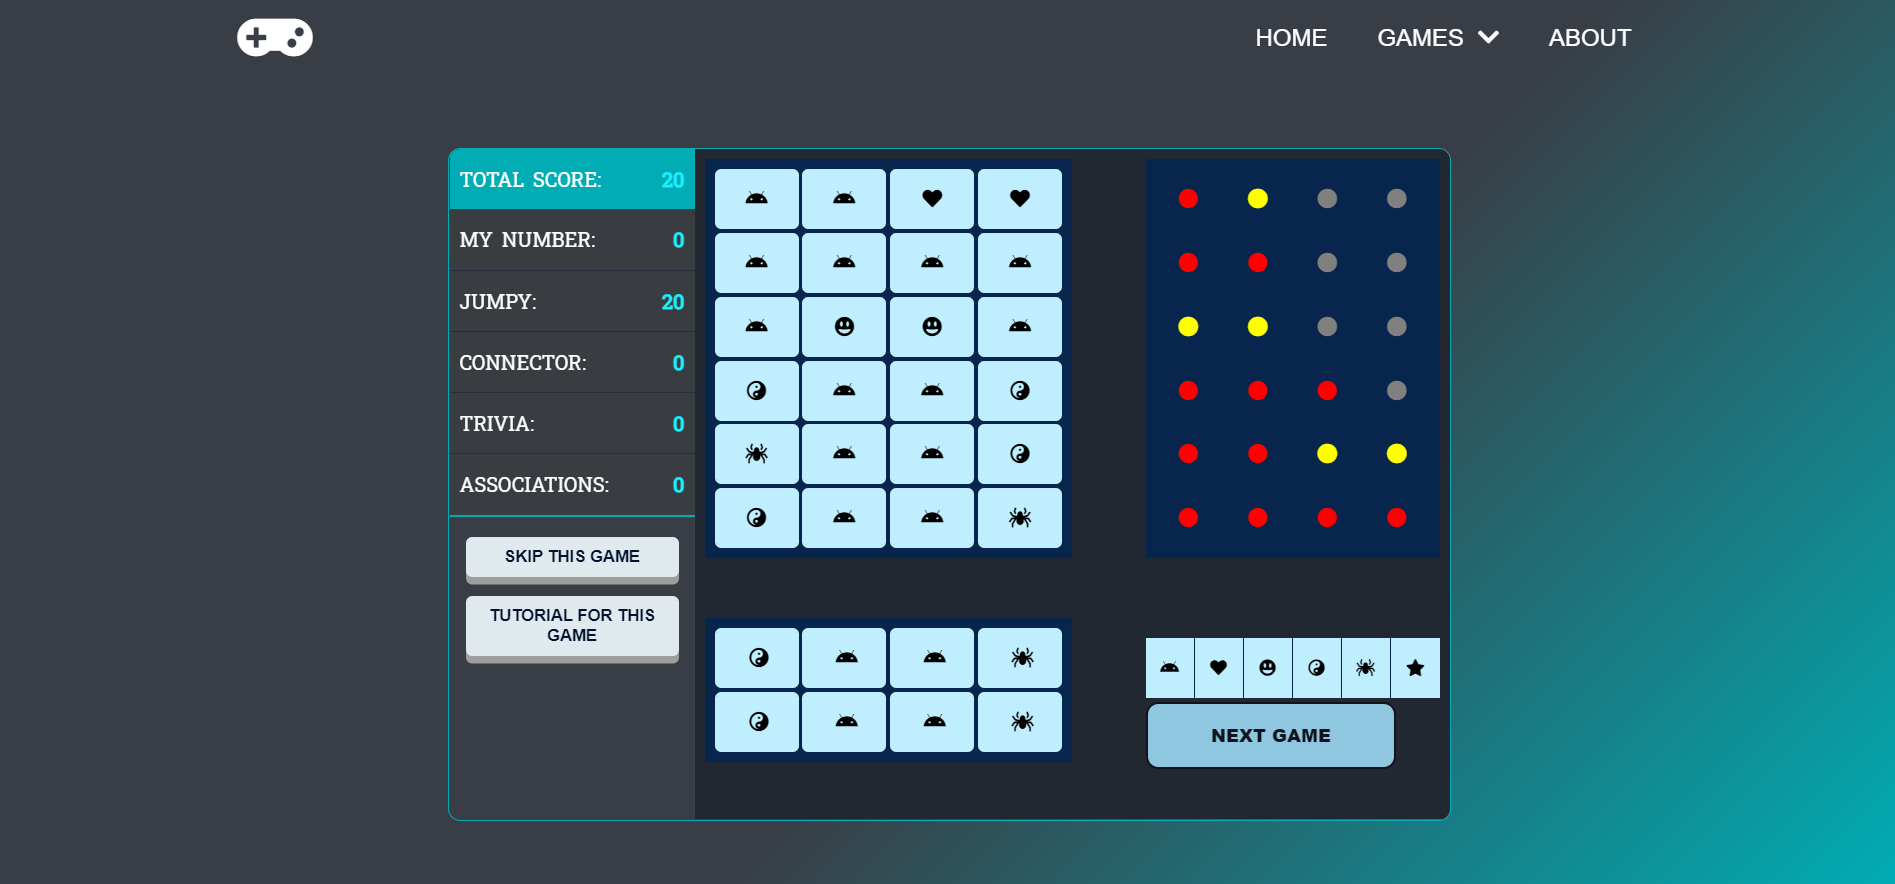 HOME GAMES ABOUT
TOTAL SCORE: 20
MY NUMBER: 0
JUMPY: 20
CONNECTOR: 0
TRIVIA: 0
ASSOCIATIONS: 0
SKIP THIS GAME
TUTORIAL FOR THIS
GAME
NEXT GAME